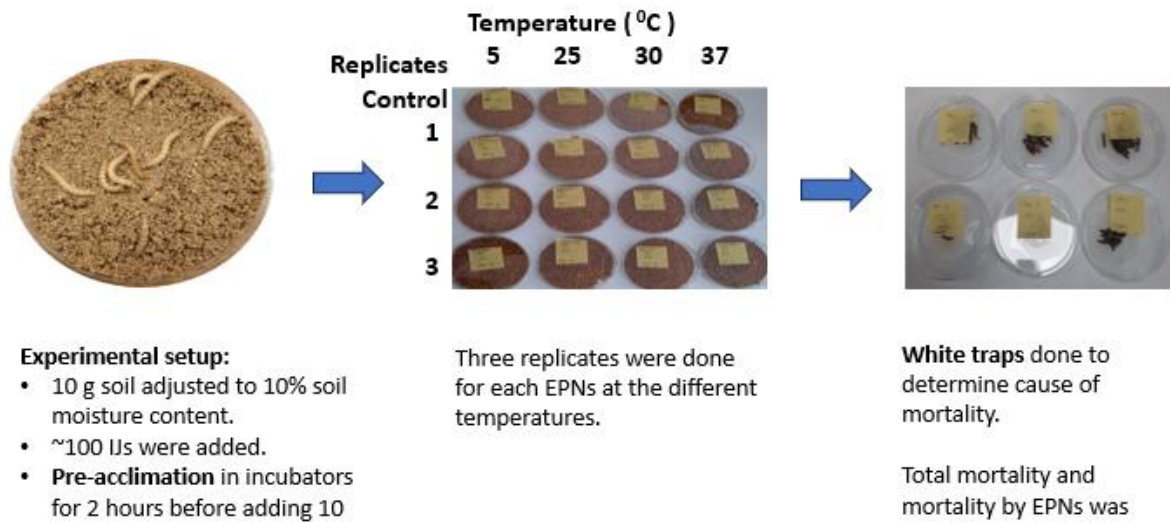 Temperature ( ⁰C )
5 25 30 37
Replicates
Control
1
2
3
Experimental setup:
• 10 g soil adjusted to 10% soil
moisture content.
• ~100 IJs were added.
• Pre-acclimation in incubators
for 2 hours before adding 10
Three replicates were done
for each EPNs at the different
temperatures.
White traps done to
determine cause of
mortality.
Total mortality and
mortality by EPNs was